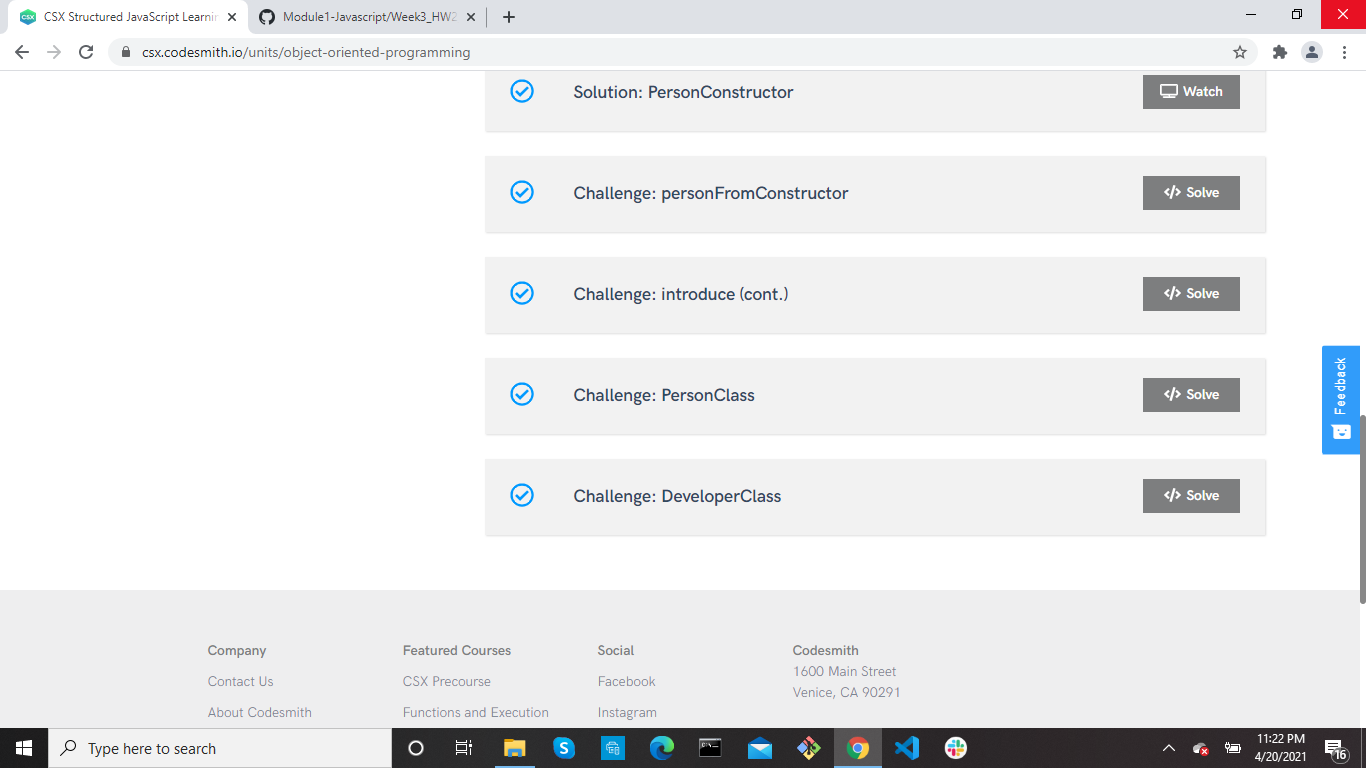 CSX Structured JavaScript Learnin
Module1-Javascript/Week3_HW2
csx.codesmith.io/units/object-oriented-programming
Solution: PersonConstructor
Watch
Challenge: personFromConstructor
Solve
Challenge: introduce (cont.)
Solve
Challenge: PersonClass
Solve
Challenge: DeveloperClass
Solve
Feedback
Company
Contact Us
About Codesmith
Featured Courses
CSX Precourse
Functions and Execution
Social
Facebook
Instagram
Codesmith
1600 Main Street
Venice, CA 90291
Type here to search
11:22 PM
4/20/2021
16